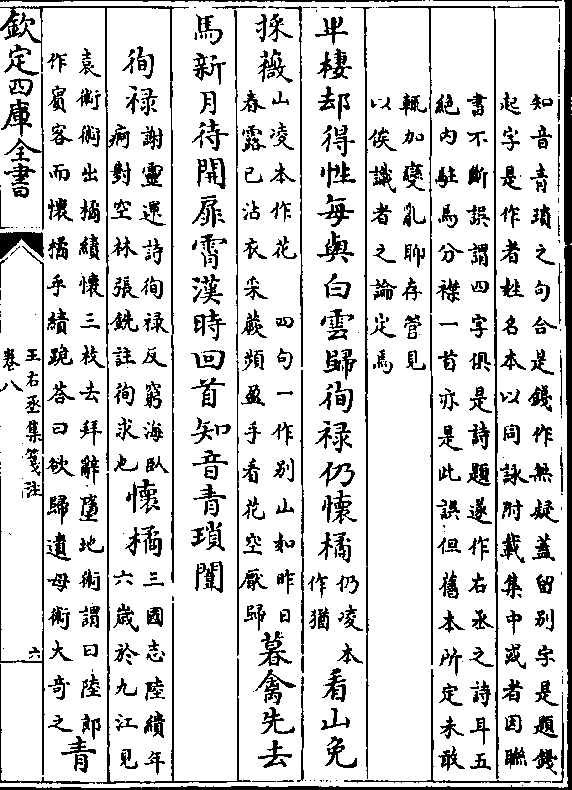 知音青瑣之句合是錢作無疑蓋留别字是題錢
起字是作者姓名本以同詠附載集中或者因聯
書不斷誤謂四字俱是詩題遂作右丞之詩耳五
絶内駐馬分襟一首亦是此誤但舊本所定未敢
輒加變亂聊存管見
以俟識者之論定焉
卑棲却得性每與白雲歸徇禄仍懷橘仍凌本作猶看山免
採薇山凌本作花四句一作别山如昨日春露已沾衣采蕨頻盈手看花空厭歸暮禽先去
馬新月待開扉霄漢時回首知音青瑣闈
徇禄謝靈運詩徇禄反窮海臥痾對空林張銑註徇求也懷橘三國志陸績年六歲於九江見
袁術術出橘績懷三枚去拜辭墮地術謂曰陸郎作賓客而懷橘乎績跪答曰欲歸遺母術大奇之青
欽定四庫全書
王右丞集箋注
卷八
六